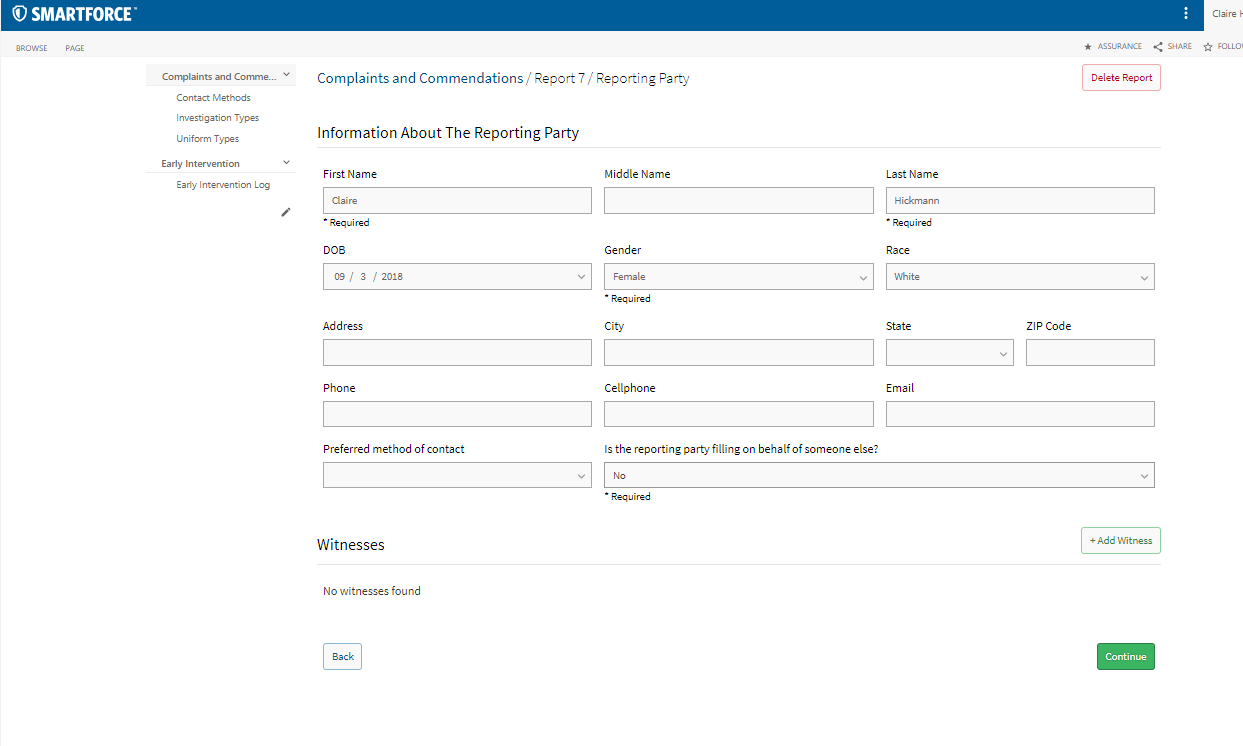 SMARTFORCE™
Claire H
BROWSE PAGE
ASSURANCE SHARE FOLLOW
Complaints and Comme...
Contact Methods
Investigation Types
Uniform Types
Early Intervention
Early Intervention Log
Complaints and Commendations / Report 7 / Reporting Party
Delete Report
Information About The Reporting Party
First Name Middle Name Last Name
Claire Hickmann
* Required * Required
DOB Gender Race
09 / 3 / 2018 Female White
* Required
Address City State ZIP Code
Phone Cellphone Email
Preferred method of contact Is the reporting party filling on behalf of someone else?
No
* Required
Witnesses
+ Add Witness
No witnesses found
Back Continue